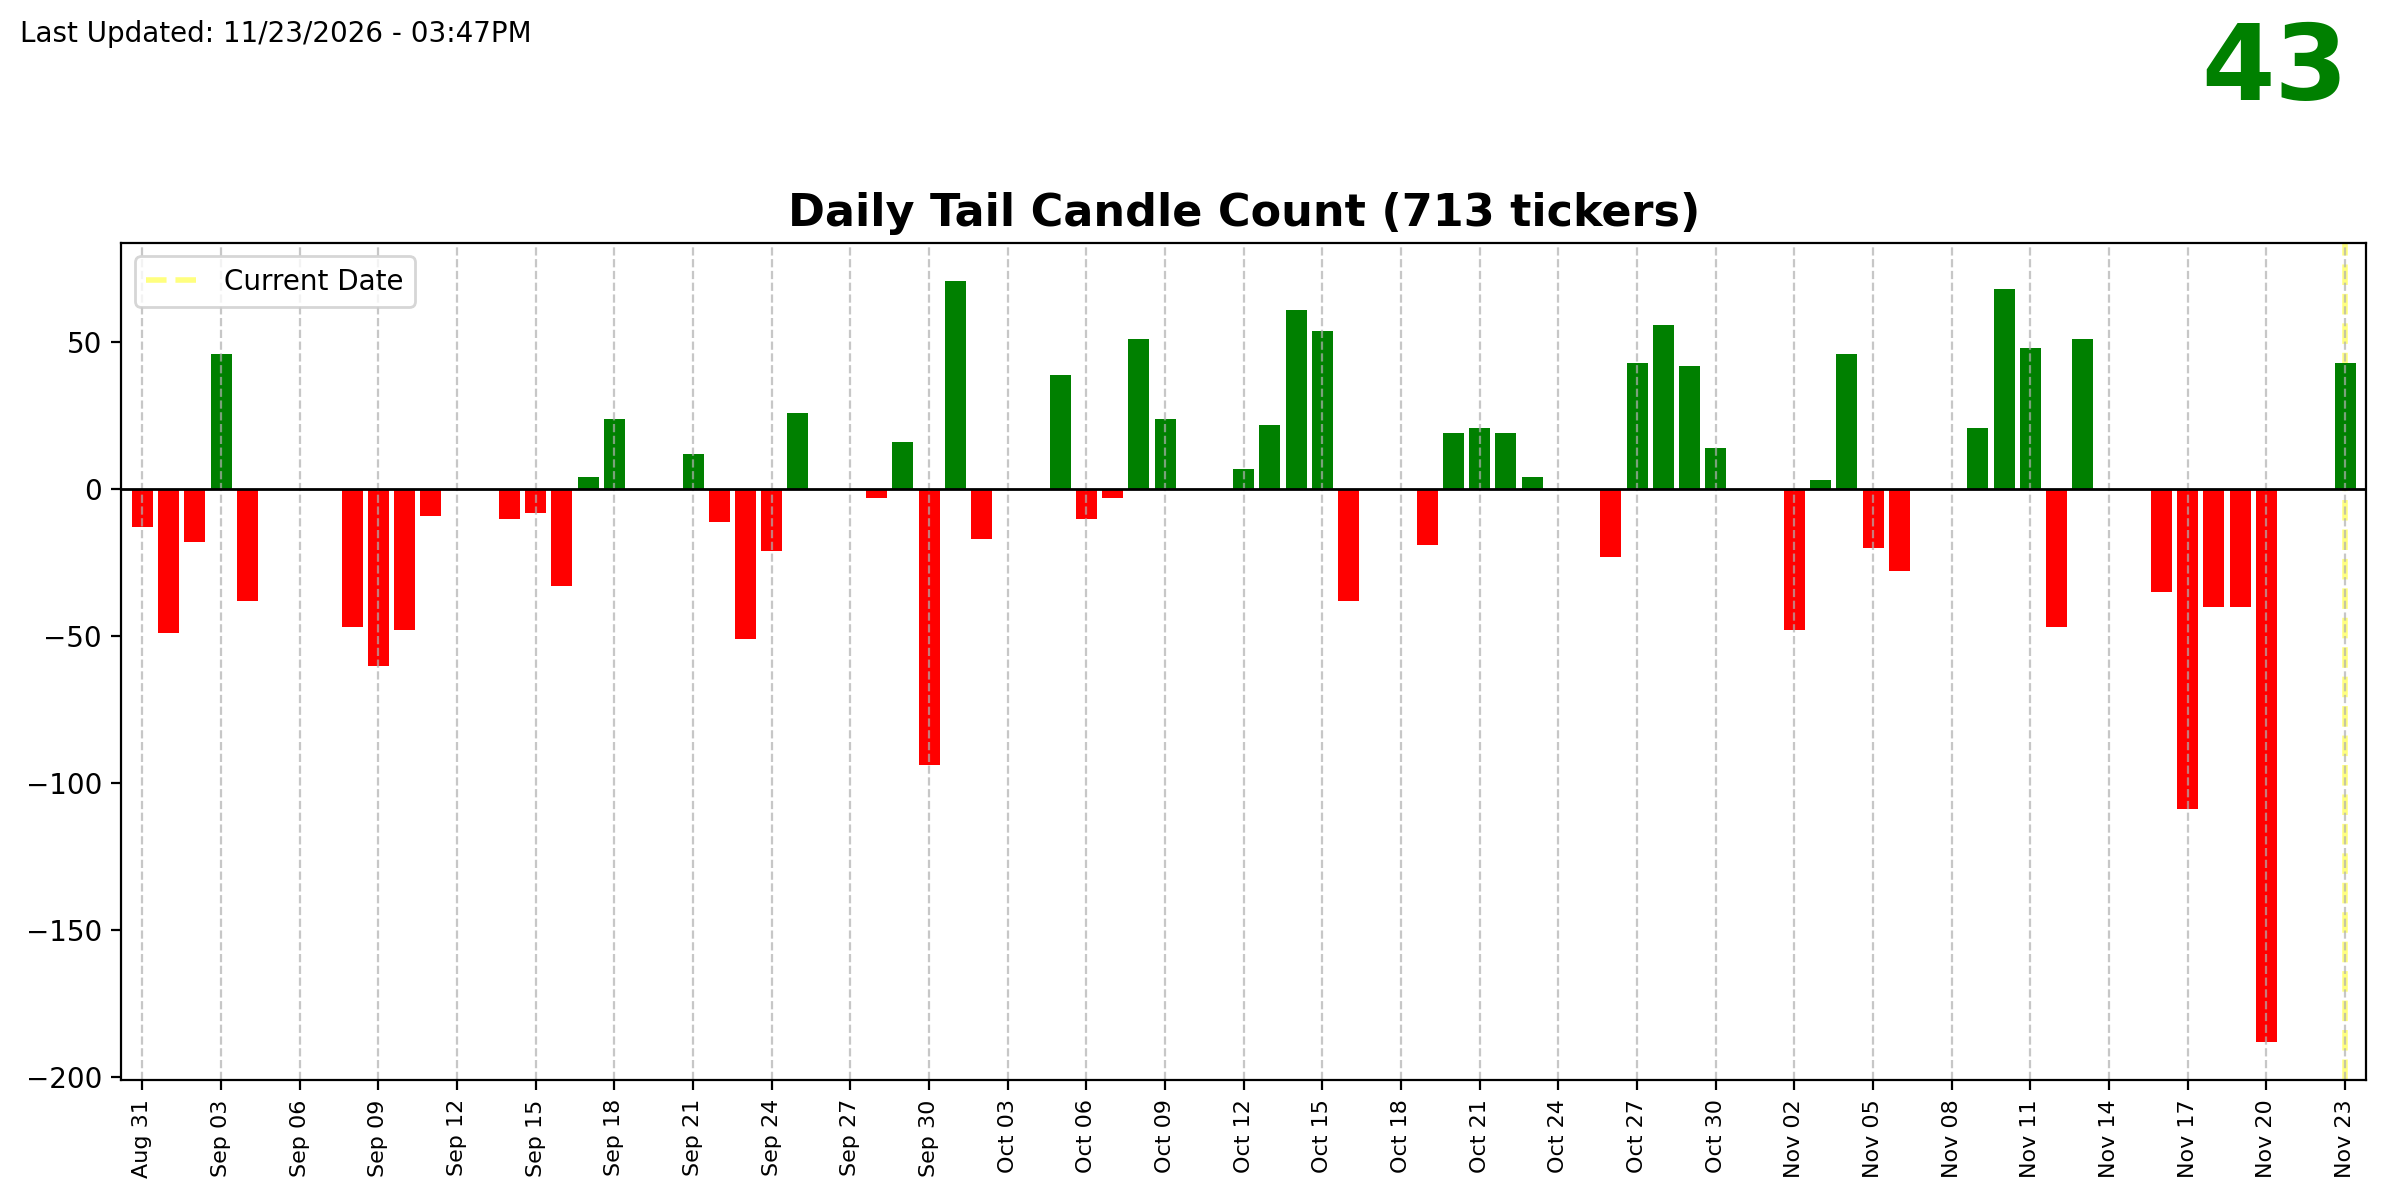 Last Updated: 11/23/2026 - 03:47PM
43
Daily Tail Candle Count (713 tickers)
Current Date
50
0
−50
−100
−150
−200
Aug 31
Sep 03
Sep 06
Sep 09
Sep 12
Sep 15
Sep 18
Sep 21
Sep 24
Sep 27
Sep 30
Oct 03
Oct 06
Oct 09
Oct 12
Oct 15
Oct 18
Oct 21
Oct 24
Oct 27
Oct 30
Nov 02
Nov 05
Nov 08
Nov 11
Nov 14
Nov 17
Nov 20
Nov 23